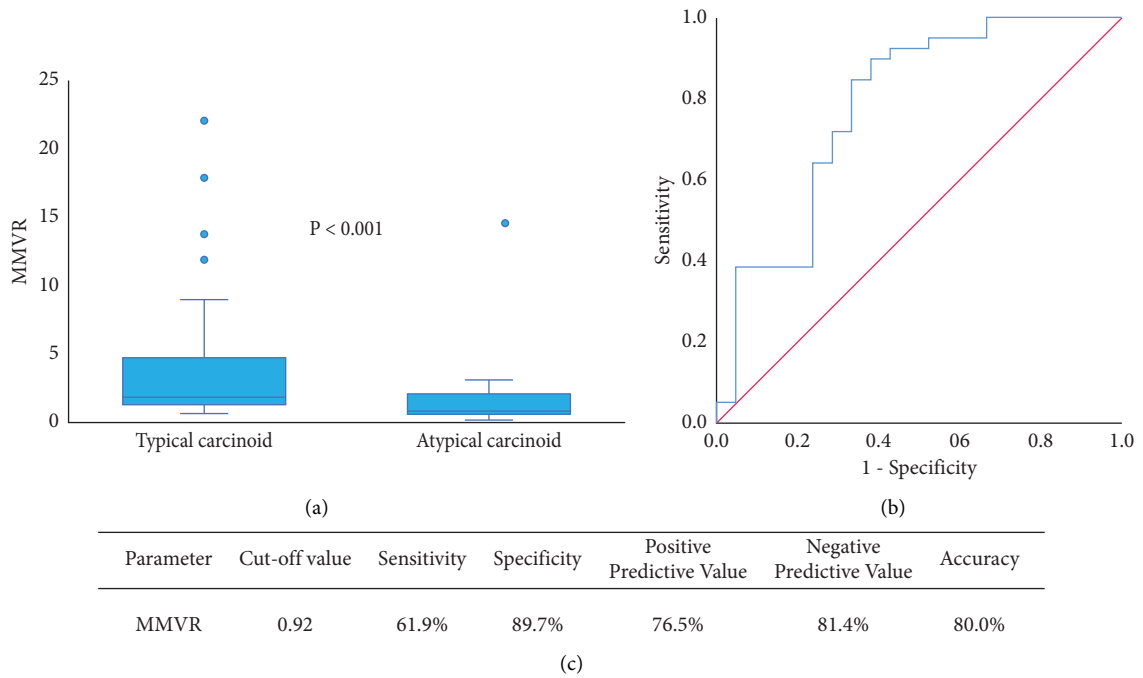 25
20
15
10
5
0
MMVR
P < 0.001
Typical carcinoid
Atypical carcinoid
(a)
1.0
0.8
0.6
0.4
0.2
0.0
Sensitivity
0.0
0.2
0.4
06
0.8
1.0
1 - Specificity
(b)
Parameter
Cut-off value
Sensitivity
Specificity
Positive
Predictive Value
Negative
Predictive Value
Accuracy
MMVR
0.92
61.9%
89.7%
76.5%
81.4%
80.0%
(c)